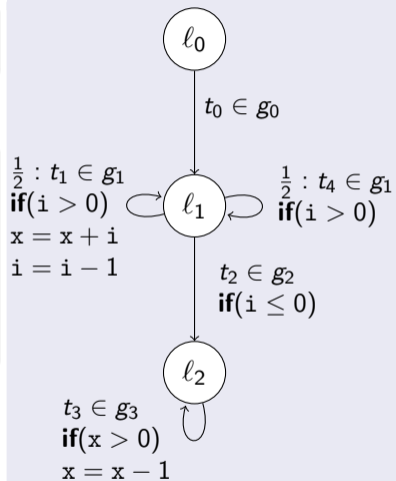 ℓ₀
t₀ ∈ g₀
½ : t₁ ∈ g₁
if(i > 0)
x = x + i
i = i − 1
ℓ₁
½ : t₄ ∈ g₁
if(i > 0)
t₂ ∈ g₂
if(i ≤ 0)
ℓ₂
t₃ ∈ g₃
if(x > 0)
x = x − 1